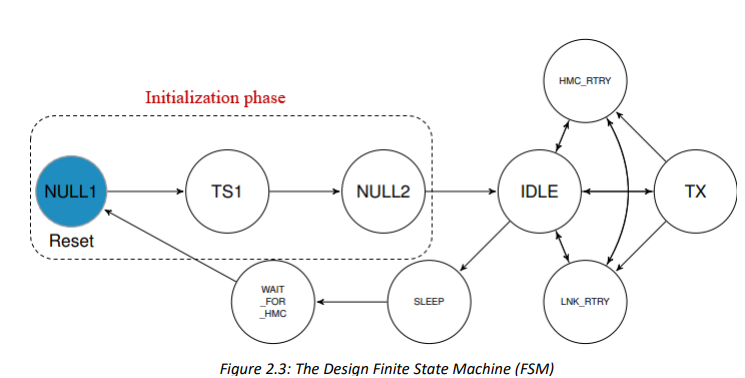 HMC_RTRY
Initialization phase
NULL1
TS1
NULL2
IDLE
TX
Reset
WAIT
_FOR
_HMC
SLEEP
LNK_RTRY
Figure 2.3: The Design Finite State Machine (FSM)